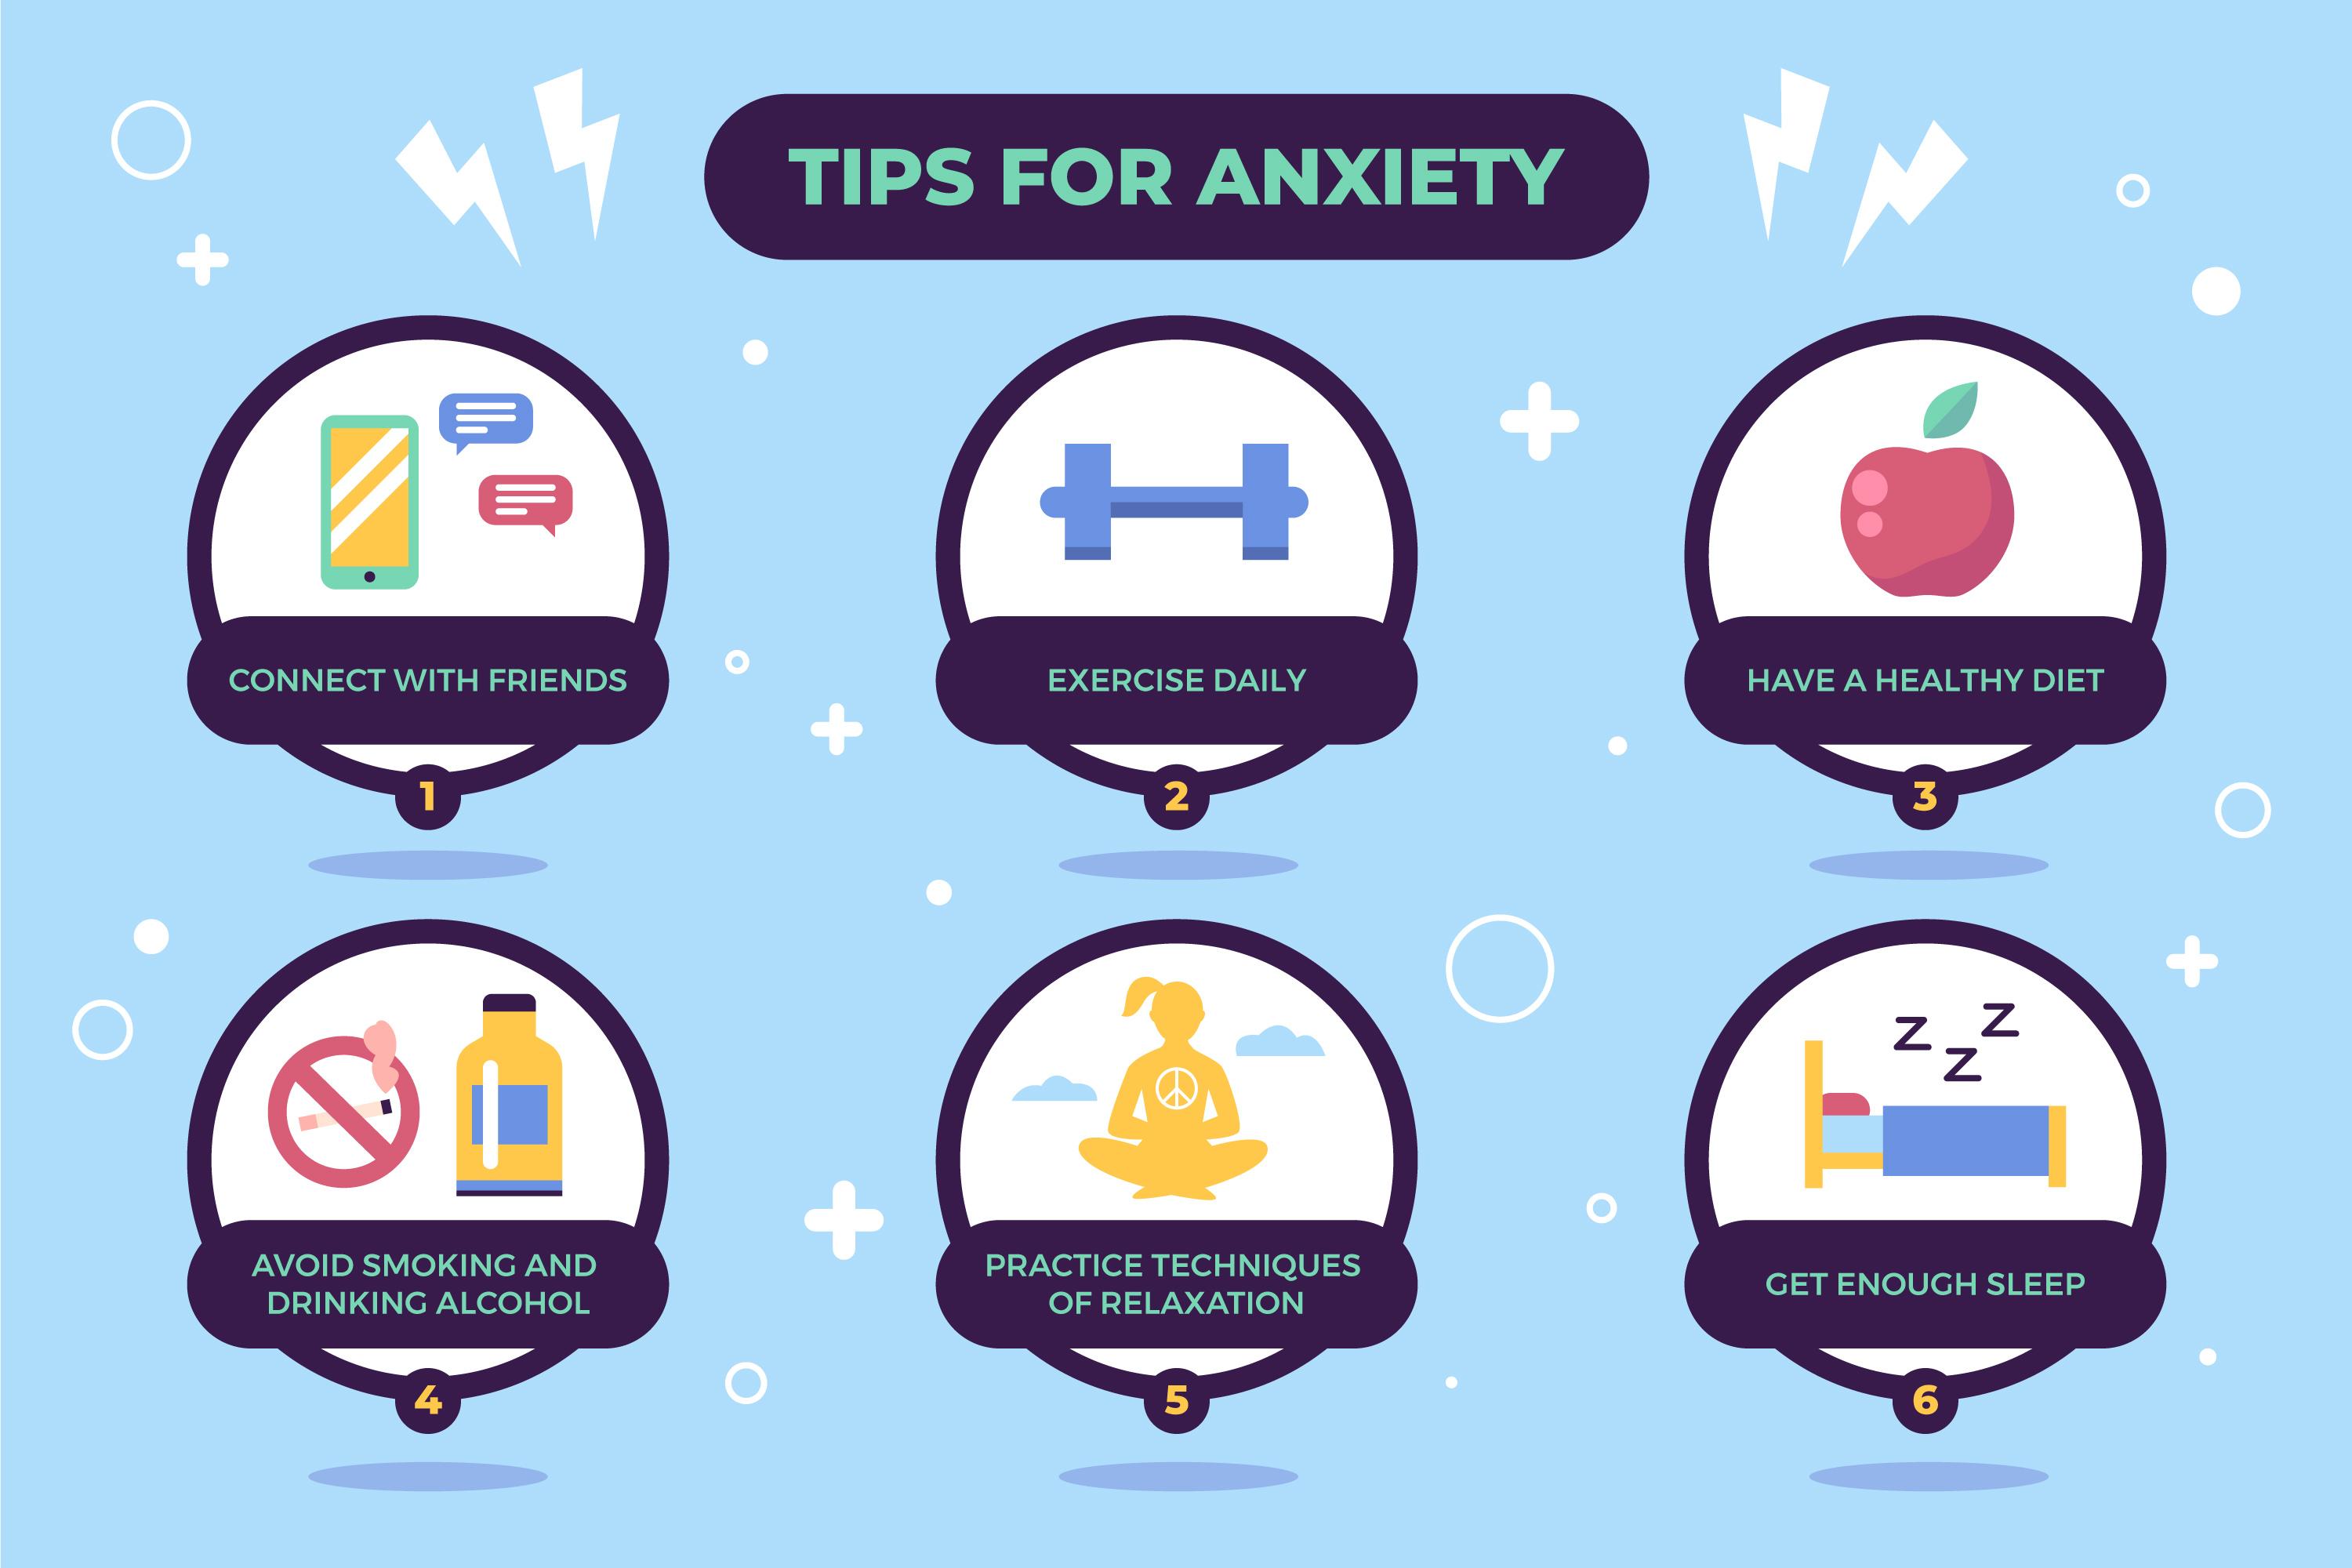 TIPS FOR ANXIETY
CONNECT WITH FRIENDS
1
EXERCISE DAILY
2
HAVE A HEALTHY DIET
3
AVOID SMOKING AND
DRINKING ALCOHOL
4
PRACTICE TECHNIQUES
OF RELAXATION
5
Z Z Z
GET ENOUGH SLEEP
6